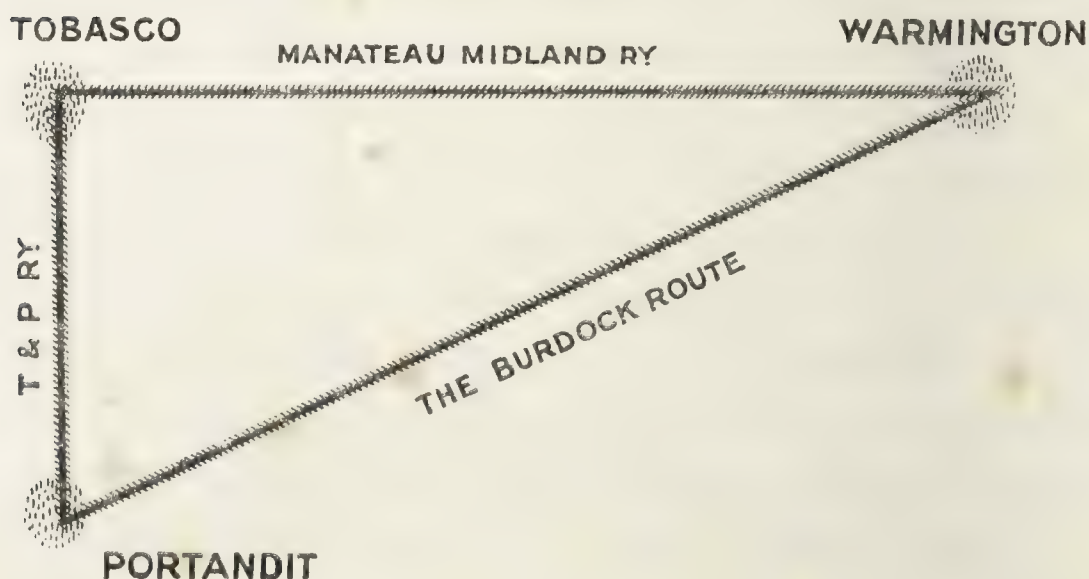 TOBASCO
WARMINGTON
MANATEAU MIDLAND RY
T & P RY.
THE BURDOCK ROUTE
PORTANDIT